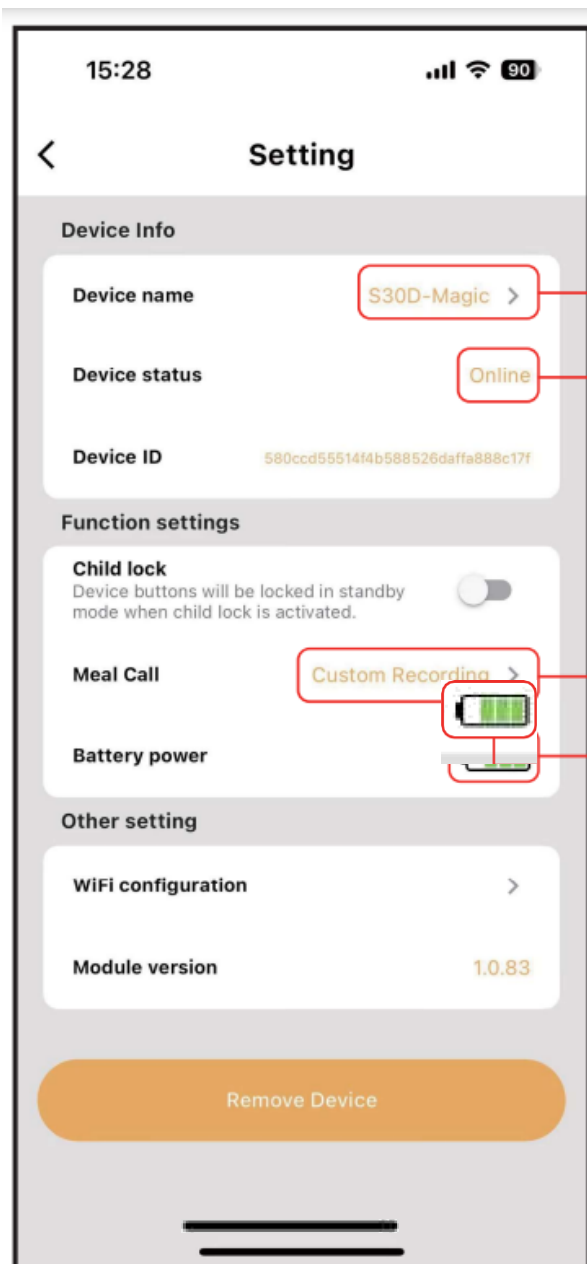 15:28
90
Setting
Device Info
Device name
S30D-Magic
Device status
Online
Device ID
580ccd55514f4b588526daffa888c17f
Function settings
Child lock
Device buttons will be locked in standby
mode when child lock is activated.
Meal Call
Custom Recording
Battery power
Other setting
WiFi configuration
Module version
1.0.83
Remove Device